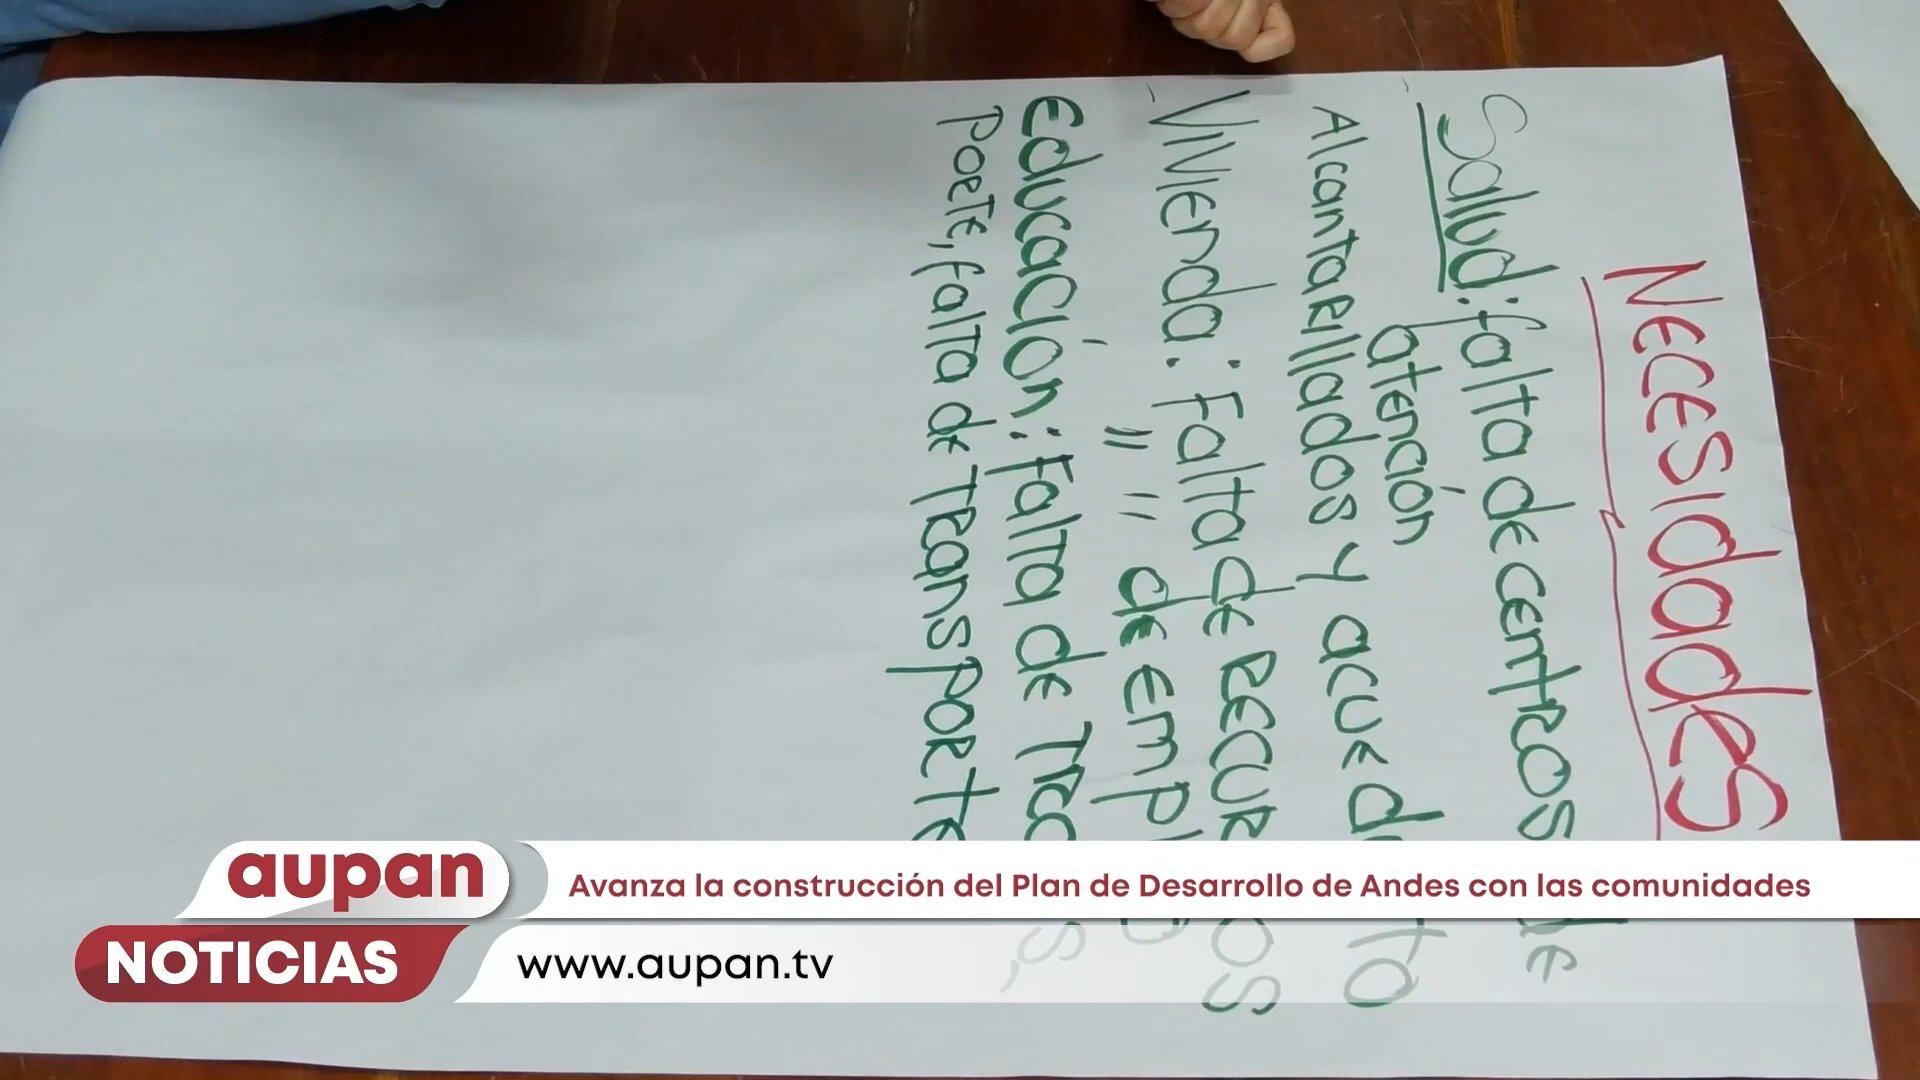 Necesidades
Salud: falta de centros de
atención
Alcantarillados y acueducto
Vivienda: Falta de Recursos
" " de
Educación: Falta de
porte, falta de transporte
aupan
Avanza la construcción del Plan de Desarrollo de Andes con las comunidades
NOTICIAS
www.aupan.tv